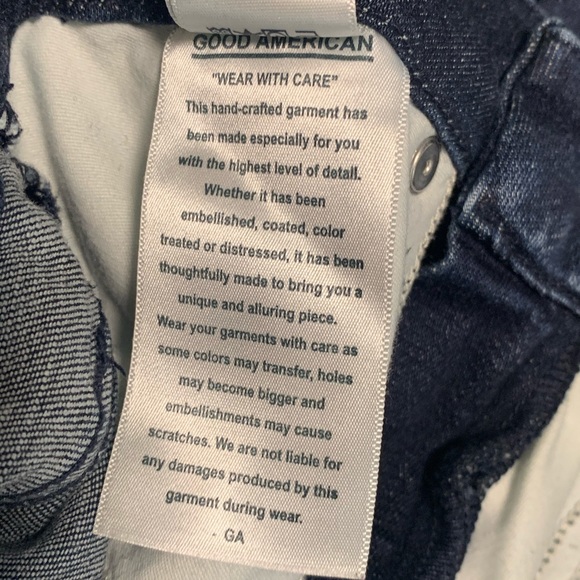 GOOD AMERICAN
"WEAR WITH CARE"
This hand-crafted garment has
been made especially for you
with the highest level of detail.
Whether it has been
embellished, coated, color
treated or distressed, it has been
thoughtfully made to bring you a
unique and alluring piece.
Wear your garments with care as
some colors may transfer, holes
may become bigger and
embellishments may cause
scratches. We are not liable for
any damages produced by this
garment during wear.
- GA